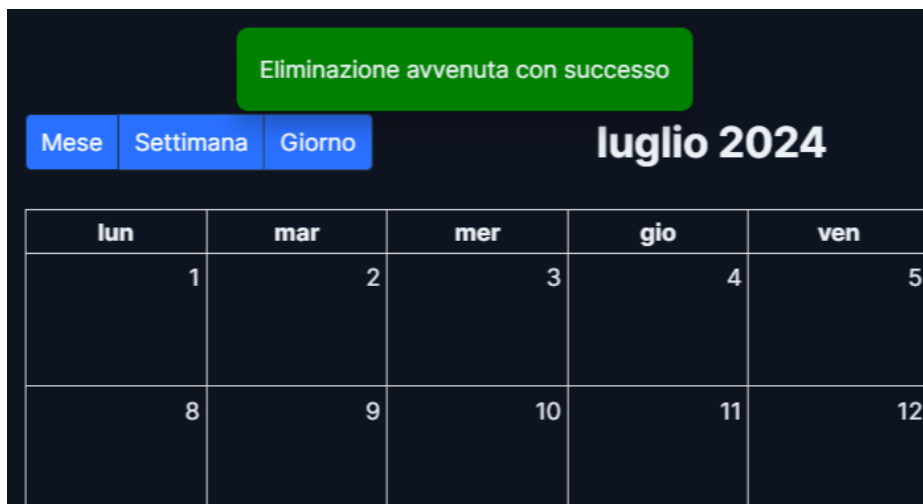 Eliminazione avvenuta con successo
Mese Settimana Giorno luglio 2024
lun mar mer gio ven
1 2 3 4 5
8 9 10 11 12